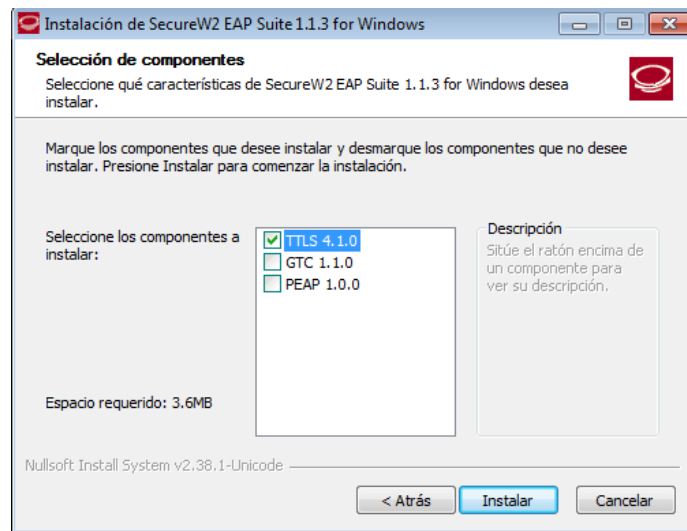 Instalación de SecureW2 EAP Suite 1.1.3 for Windows
Selección de componentes
Seleccione qué características de SecureW2 EAP Suite 1.1.3 for Windows desea
instalar.
Marque los componentes que desee instalar y desmarque los componentes que no desee
instalar. Presione Instalar para comenzar la instalación.
Seleccione los componentes a
instalar:
TTLS 4.1.0
GTC 1.1.0
PEAP 1.0.0
Descripción
Sitúe el ratón encima de
un componente para
ver su descripción.
Espacio requerido: 3.6MB
Nullsoft Install System v2.38.1-Unicode
< Atrás
Instalar
Cancelar